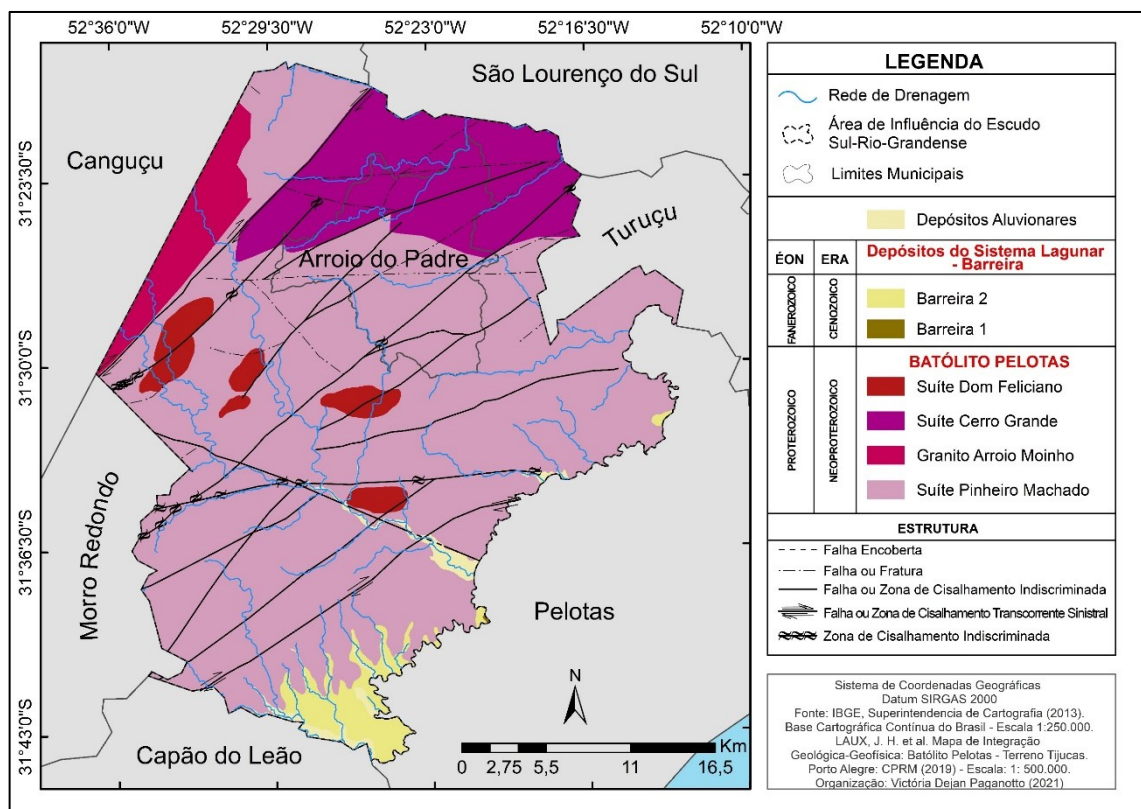 52°36'0"W 52°29'30"W 52°23'0"W 52°16'30"W 52°10'0"W
31°23'30"S
31°30'0"S
31°36'30"S
31°43'0"S
São Lourenço do Sul
Canguçu
Turuçu
Arroio do Padre
Morro Redondo
Pelotas
Capão do Leão
N
Km
0 2,75 5,5 11 16,5
LEGENDA
Rede de Drenagem
Área de Influência do Escudo
Sul-Rio-Grandense
Limites Municipais
Depósitos Aluvionares
ÉON ERA Depósitos do Sistema Lagunar
- Barreira
FANEROZOICO CENOZOICO
Barreira 2
Barreira 1
PROTEROZOICO NEOPROTEROZOICO
BATÓLITO PELOTAS
Suíte Dom Feliciano
Suíte Cerro Grande
Granito Arroio Moinho
Suíte Pinheiro Machado
ESTRUTURA
Falha Encoberta
Falha ou Fratura
Falha ou Zona de Cisalhamento Indiscriminada
Falha ou Zona de Cisalhamento Transcorrente Sinistral
Zona de Cisalhamento Indiscriminada
Sistema de Coordenadas Geográficas
Datum SIRGAS 2000
Fonte: IBGE, Superintendencia de Cartografia (2013).
Base Cartográfica Contínua do Brasil - Escala 1:250.000.
LAUX, J. H. et al. Mapa de Integração
Geológica-Geofísica: Batólito Pelotas - Terreno Tijucas.
Porto Alegre: CPRM (2019) - Escala: 1: 500.000.
Organização: Victória Dejan Paganotto (2021)